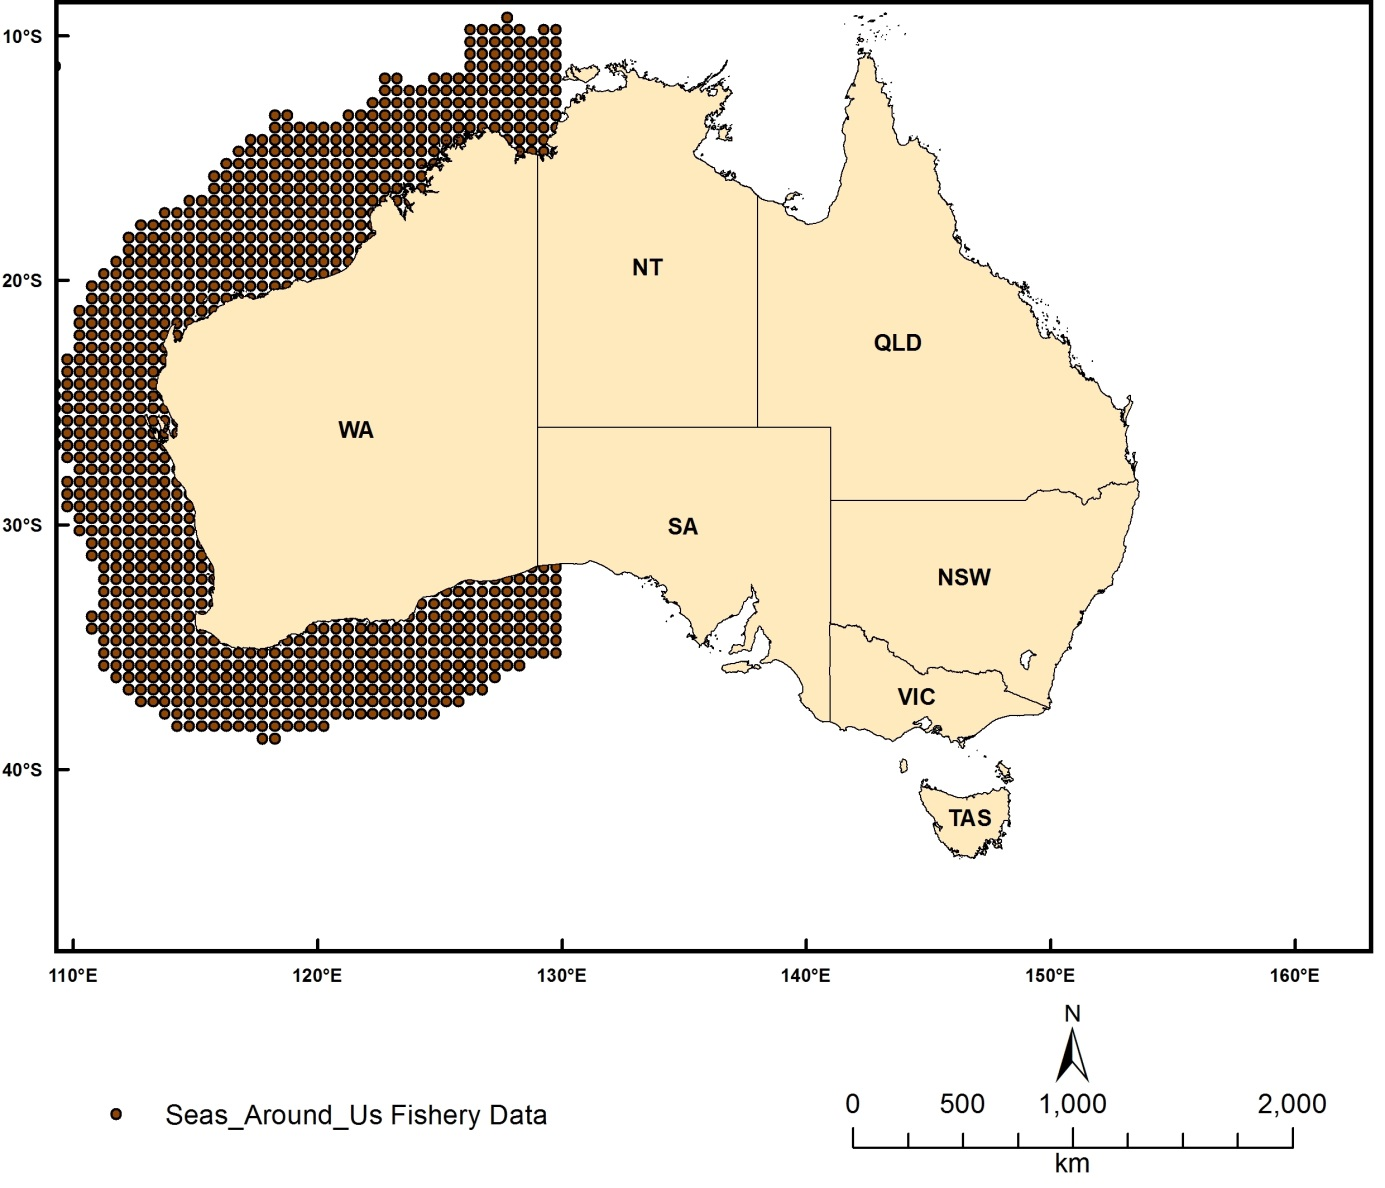 10°S
NT
20°S
QLD
WA
SA
30°S
NSW
VIC
40°S
TAS
110°E 120°E 130°E 140°E 150°E 160°E
N
0 500 1,000 2,000
Seas_Around_Us Fishery Data
km